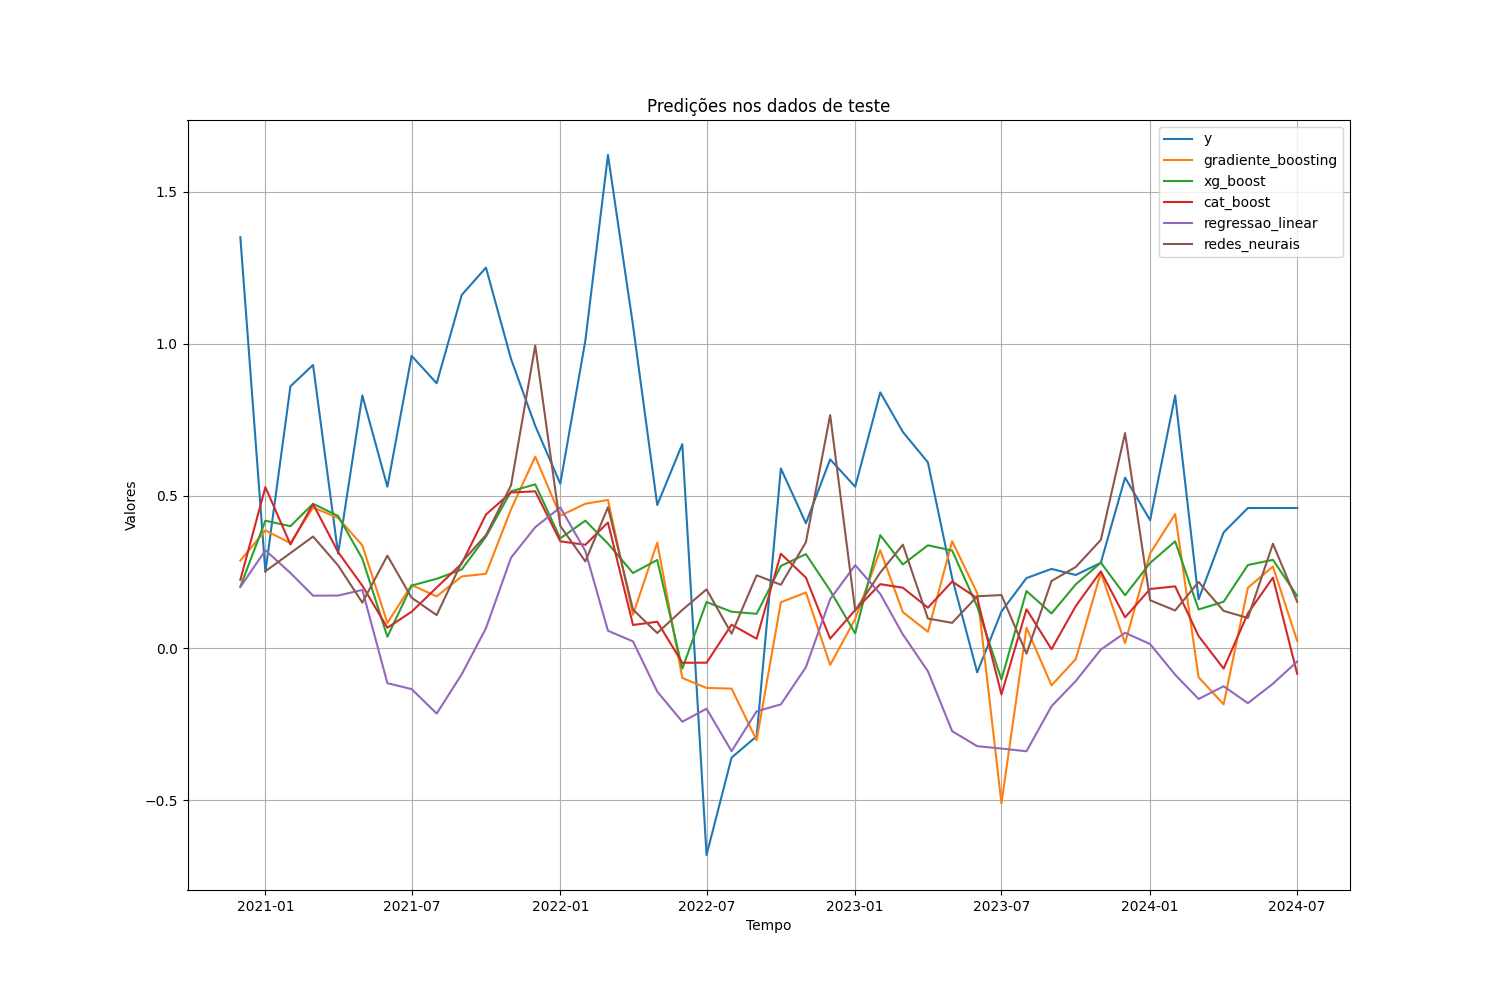 Predições nos dados de teste
y
gradiente_boosting
xg_boost
cat_boost
regressao_linear
redes_neurais
Valores
1.5
1.0
0.5
0.0
−0.5
2021-01 2021-07 2022-01 2022-07 2023-01 2023-07 2024-01 2024-07
Tempo